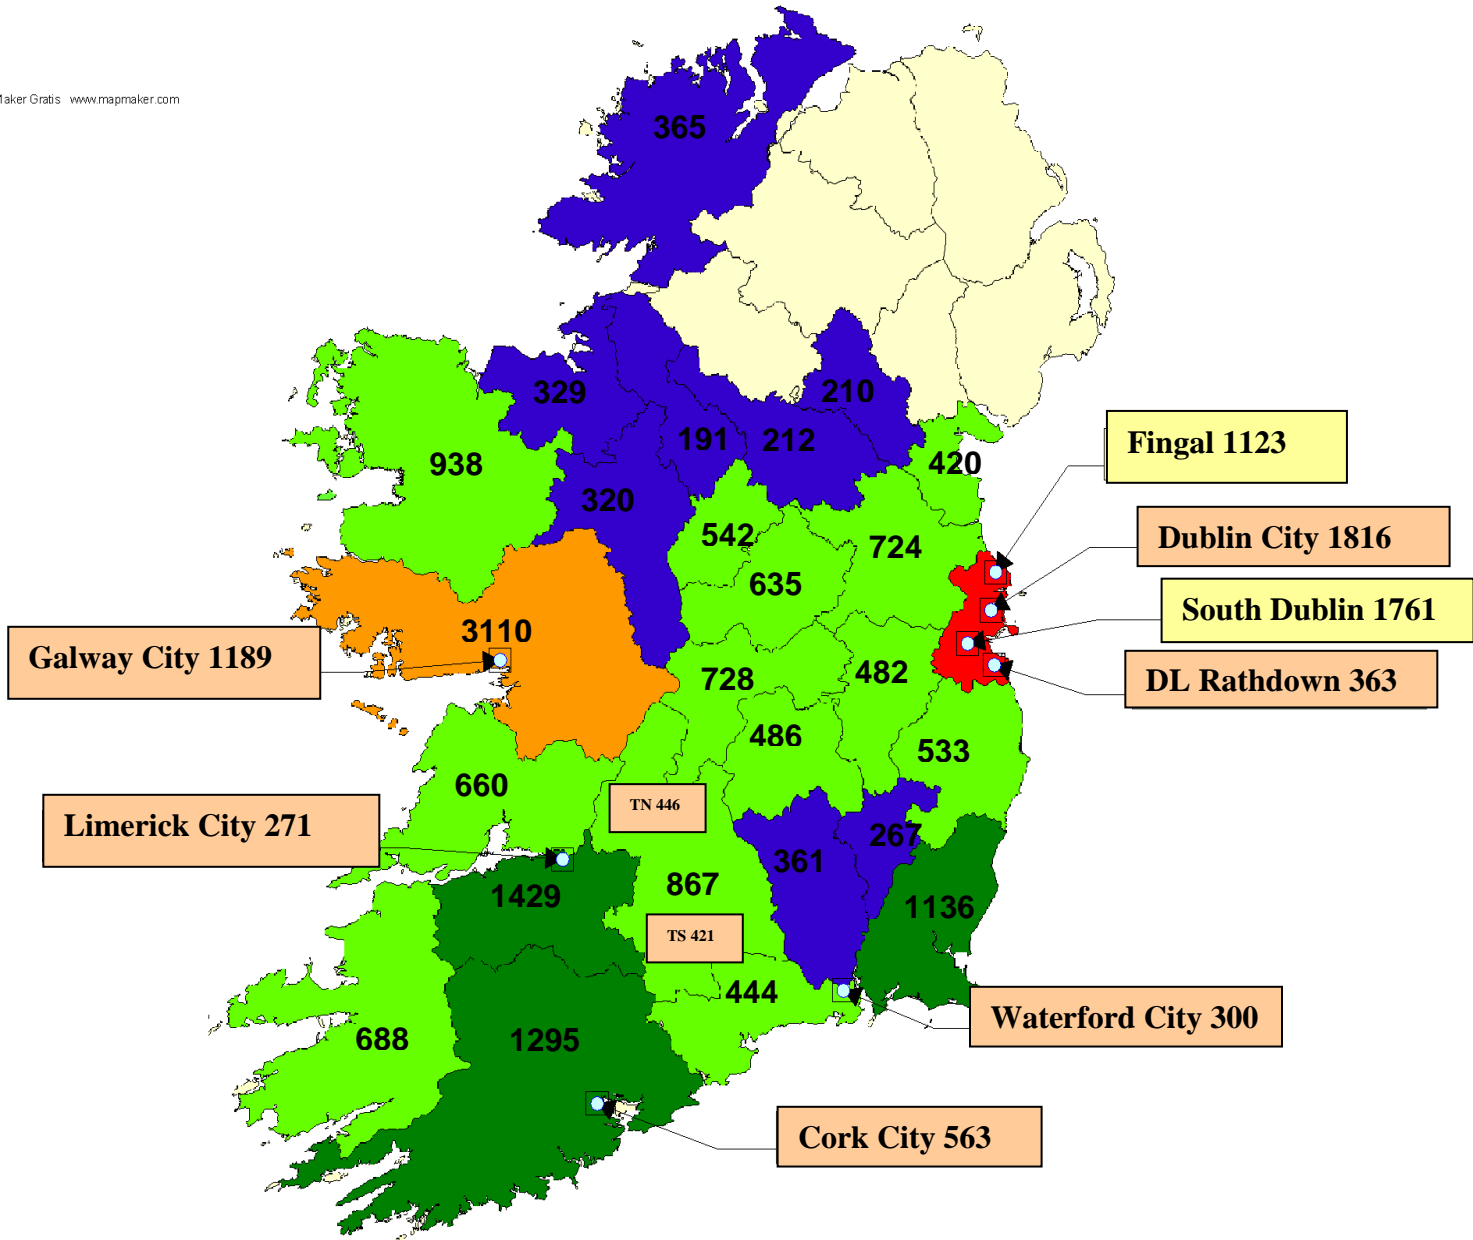 Maker Gratis www.mapmaker.com
365
329
210
191
212
938
420
Fingal 1123
320
542
724
Dublin City 1816
635
South Dublin 1761
3110
Galway City 1189
728
482
DL Rathdown 363
486
533
660
TN 446
Limerick City 271
267
361
867
1429
1136
TS 421
444
Waterford City 300
688
1295
Cork City 563